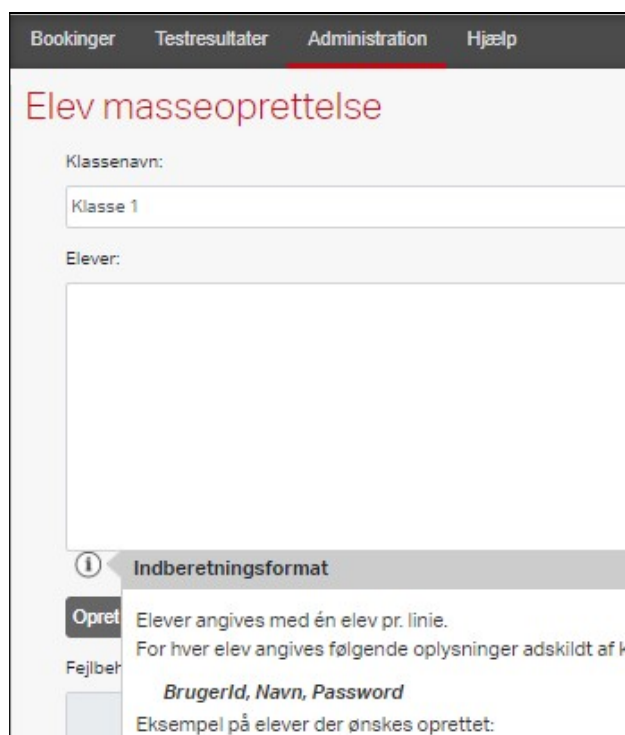 Bookinger Testresultater Administration Hjælp
Elev masseoprettelse
Klassenavn:
Klasse 1
Elever:
Indberetningsformat
Opret
Elever angives med én elev pr. linie.
For hver elev angives følgende oplysninger adskildt af
BrugerId, Navn, Password
Eksempel på elever der ønskes oprettet: